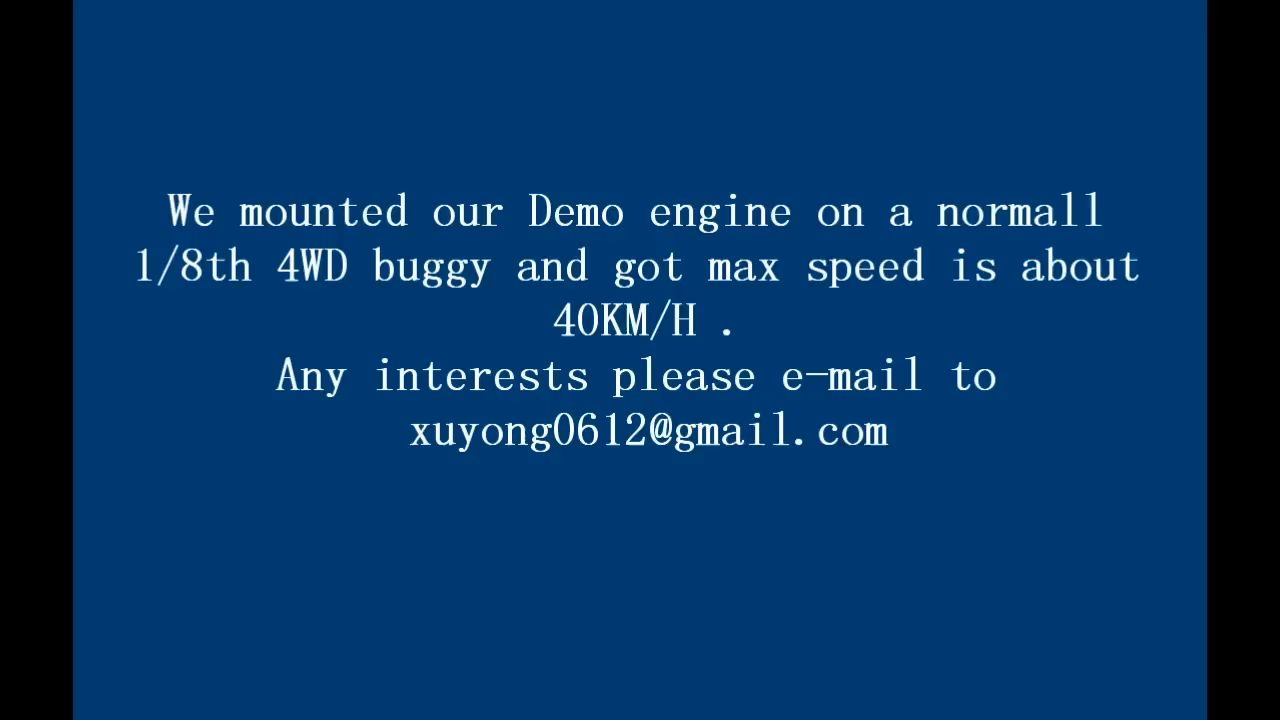 We mounted our Demo engine on a normall
1/8th 4WD buggy and got max speed is about
40KM/H .
Any interests please e-mail to
xuyong0612@gmail.com